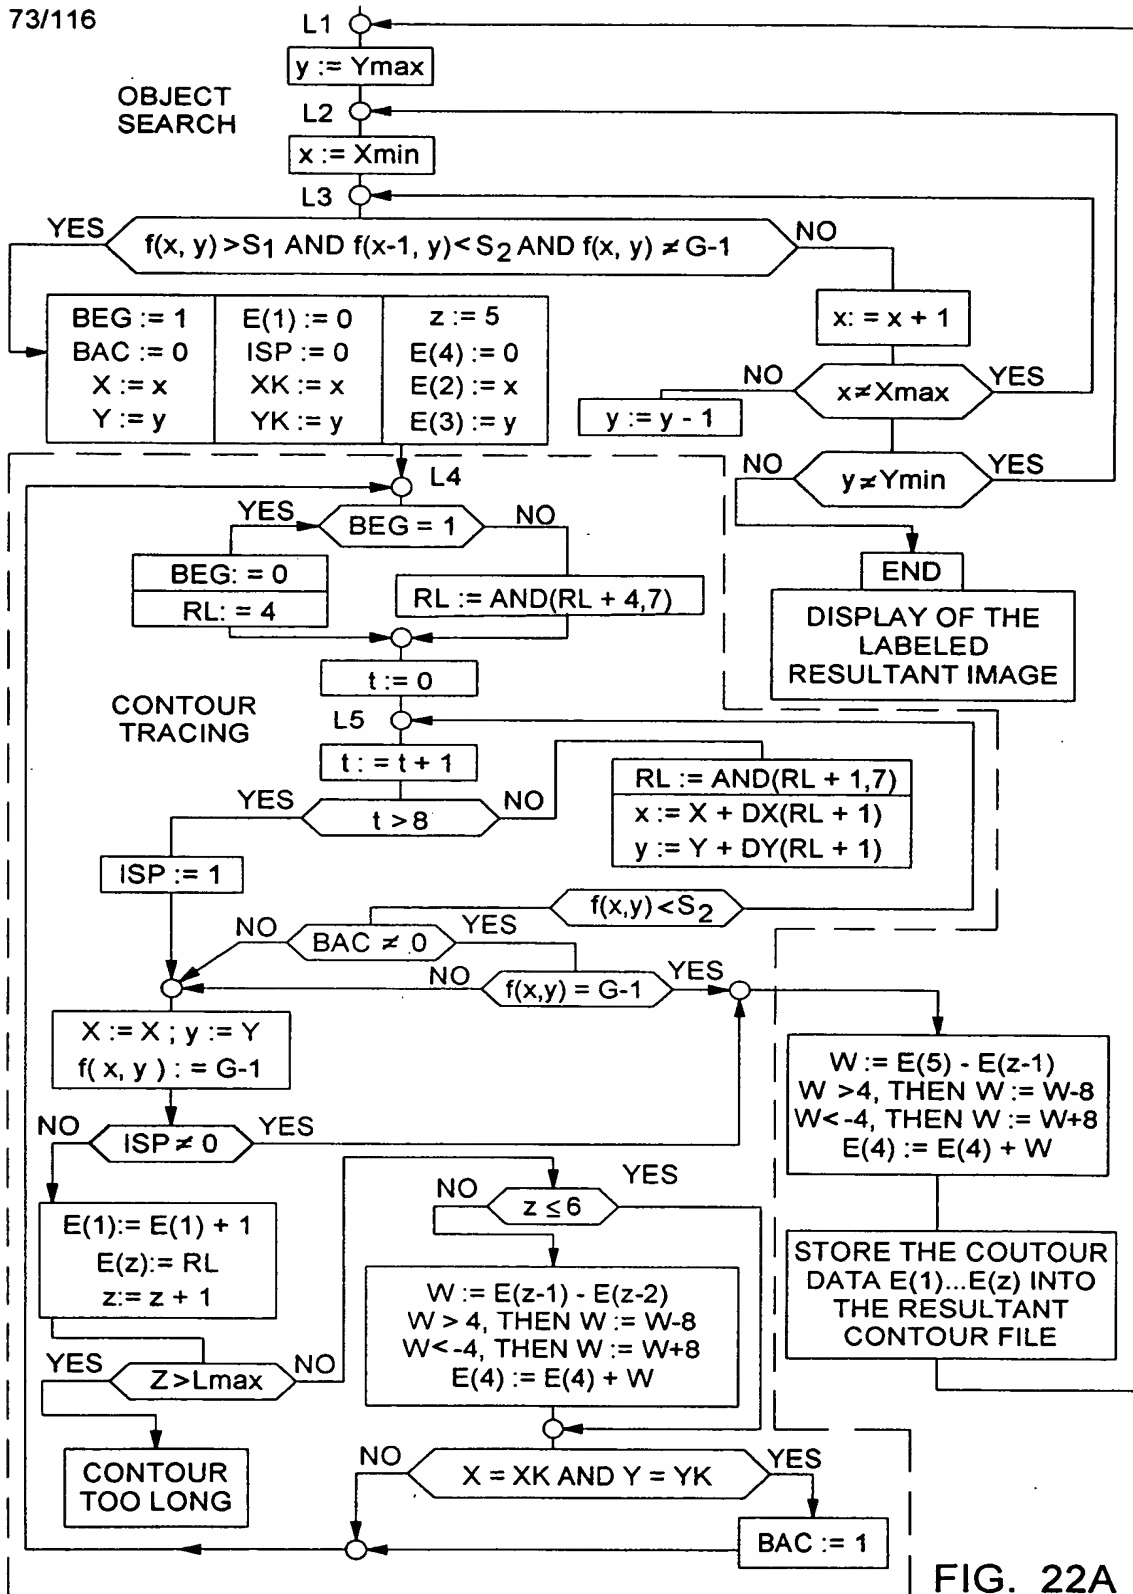 73/116
L1
y := Ymax
OBJECT
SEARCH
L2
x := Xmin
L3
YES
f(x, y) >S1 AND f(x-1, y)<S2 AND f(x, y) ≠ G-1
NO
BEG := 1
BAC := 0
X := x
Y := y
E(1) := 0
ISP := 0
XK := x
YK := y
z := 5
E(4) := 0
E(2) := x
E(3) := y
x: = x + 1
NO
x≠Xmax
YES
y := y - 1
NO
y≠Ymin
YES
END
DISPLAY OF THE
LABELED
RESULTANT IMAGE
L4
YES
BEG = 1
NO
BEG: = 0
RL: = 4
RL := AND(RL + 4,7)
t := 0
CONTOUR
TRACING
L5
t : = t + 1
YES
t > 8
NO
RL := AND(RL + 1,7)
x := X + DX(RL + 1)
y := Y + DY(RL + 1)
ISP := 1
f(x,y) <S2
NO
BAC ≠ 0
YES
NO
f(x,y) = G-1
YES
X := X ; y := Y
f( x, y ) : = G-1
W := E(5) - E(z-1)
W >4, THEN W := W-8
W<-4, THEN W := W+8
E(4) := E(4) + W
NO
ISP ≠ 0
YES
E(1):= E(1) + 1
E(z):= RL
z:= z + 1
NO
z ≤ 6
YES
W := E(z-1) - E(z-2)
W > 4, THEN W := W-8
W<-4, THEN W := W+8
E(4) := E(4) + W
STORE THE COUTOUR
DATA E(1)...E(z) INTO
THE RESULTANT
CONTOUR FILE
YES
Z>Lmax
NO
CONTOUR
TOO LONG
NO
X = XK AND Y = YK
YES
BAC := 1
FIG. 22A